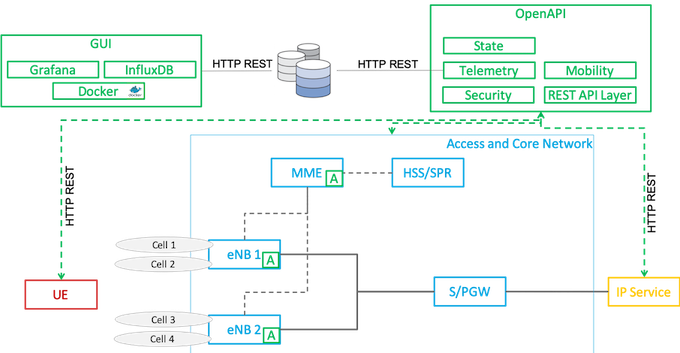 OpenAPI
GUI
State
HTTP REST
HTTP REST
Grafana
InfluxDB
Telemetry
Mobility
Docker
docker
Security
REST API Layer
Access and Core Network
HTTP REST
HTTP REST
MME
A
HSS/SPR
Cell 1
eNB 1
A
Cell 2
UE
S/PGW
IP Service
Cell 3
eNB 2
A
Cell 4